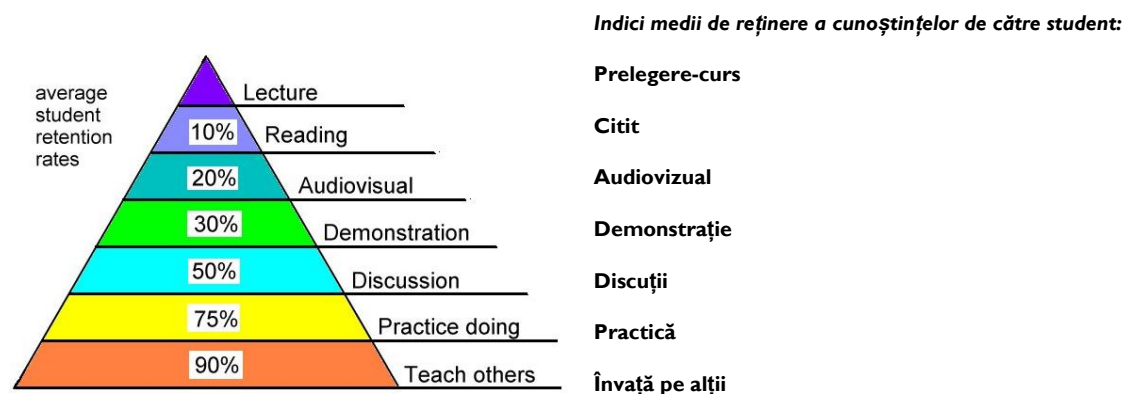 Indici medii de reținere a cunoștințelor de către student:
average
student
retention
rates
Lecture
Prelegere-curs
10% Reading
Citit
20% Audiovisual
Audiovizual
30% Demonstration
Demonstrație
50% Discussion
Discuții
75% Practice doing
Practică
90% Teach others
Învață pe alții